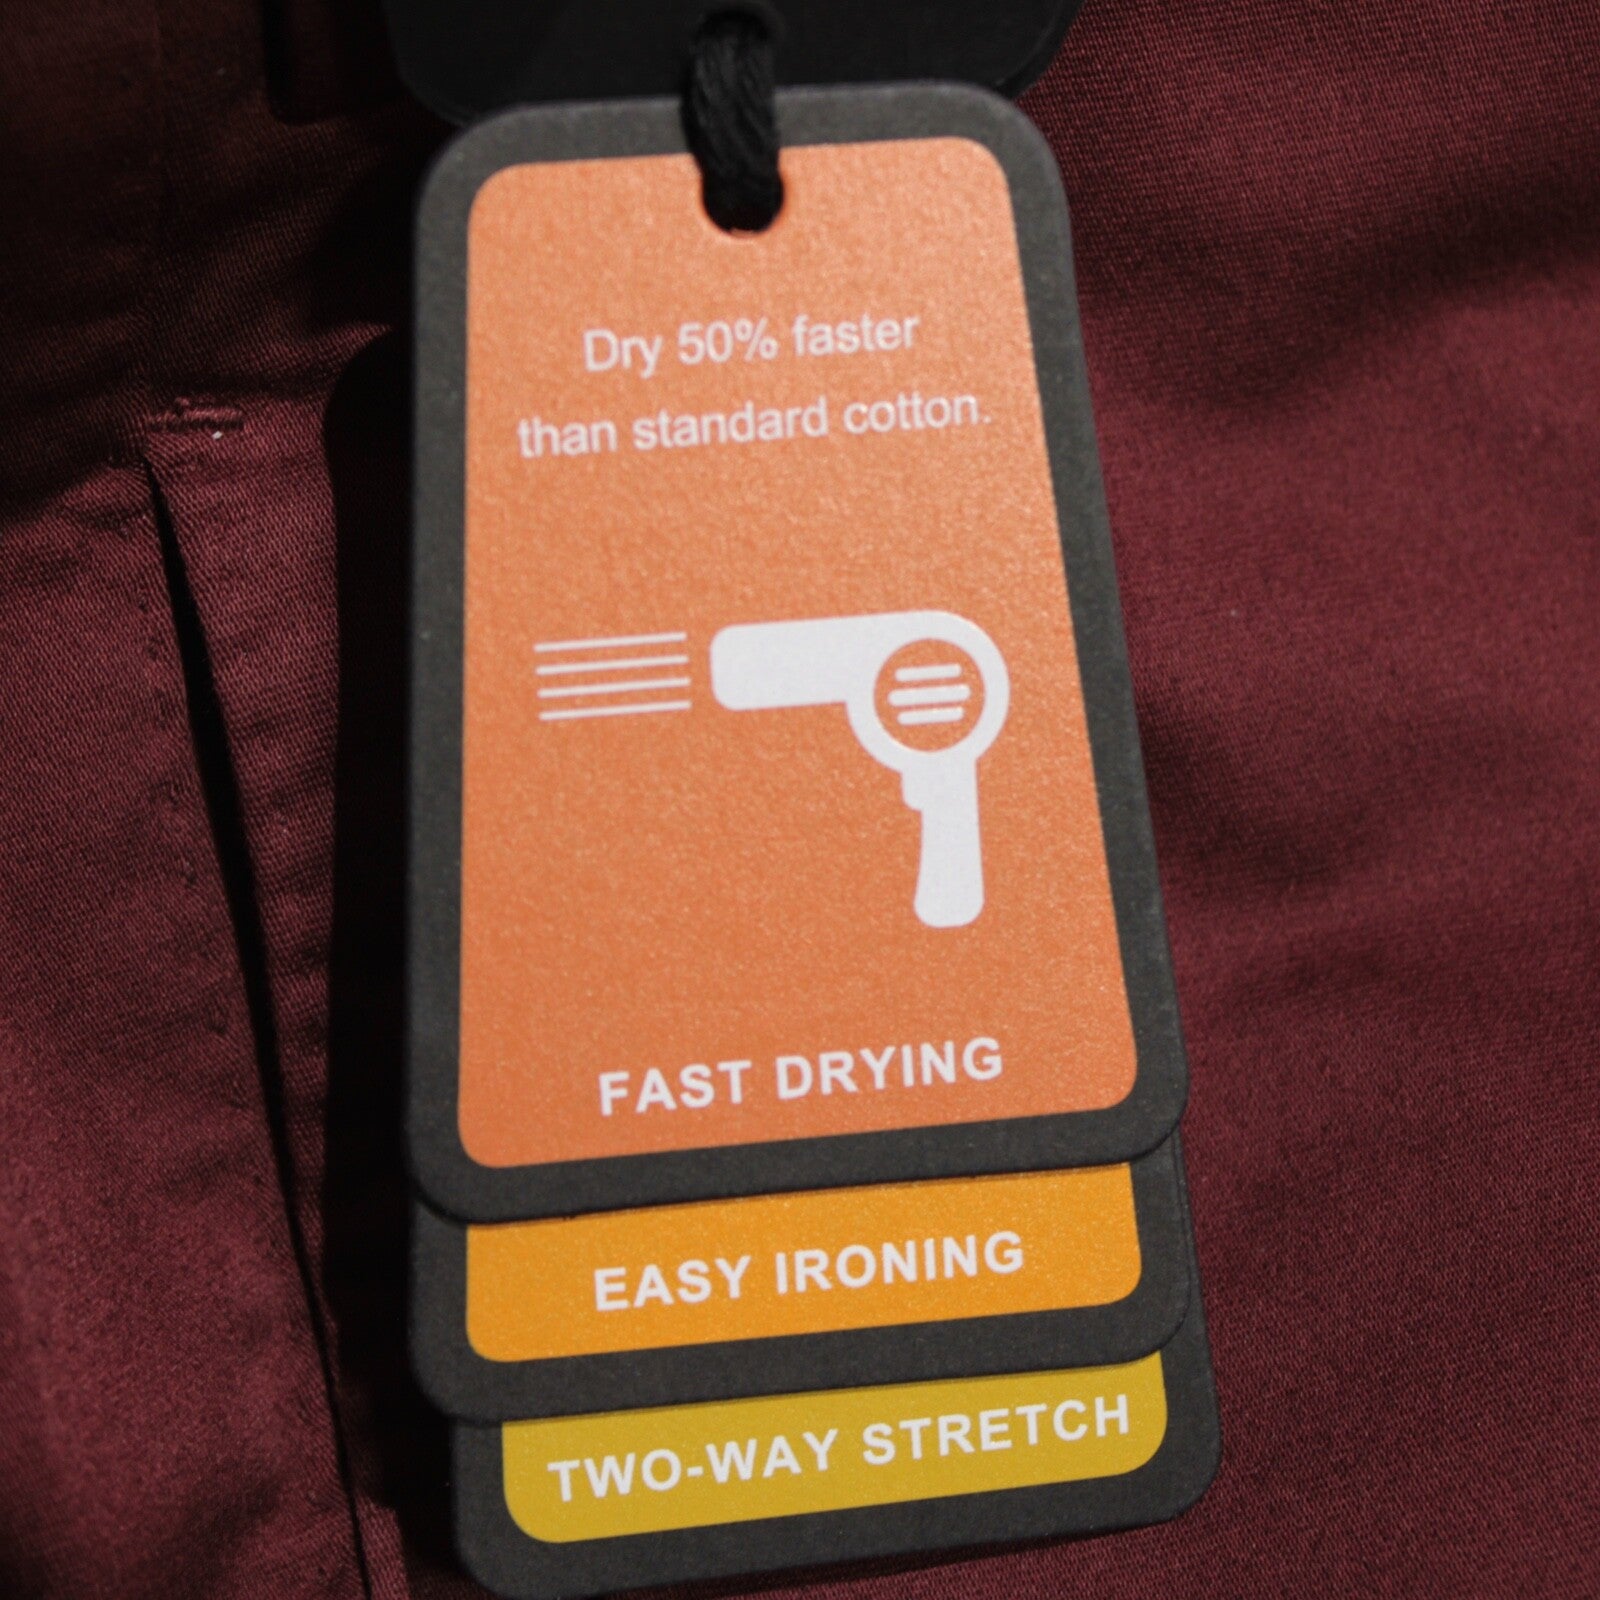 Dry 50% faster
than standard cotton.
FAST DRYING
EASY IRONING
TWO-WAY STRETCH